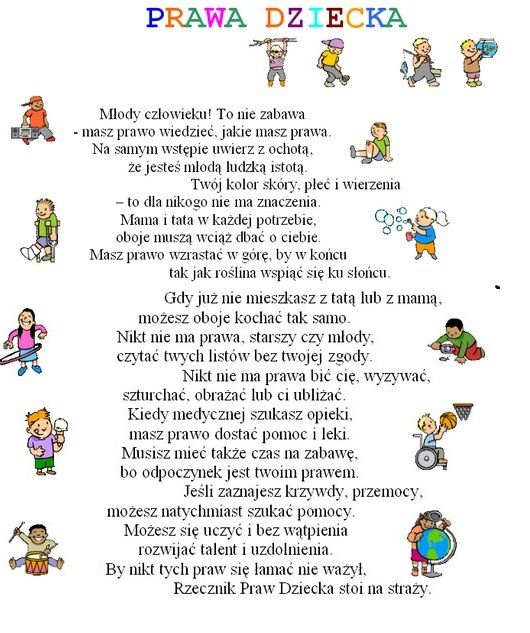 PRAWA DZIECKA
Młody człowieku! To nie zabawa
- masz prawo wiedzieć, jakie masz prawa.
Na samym wstępie uwierz z ochotą,
że jesteś młodą ludzką istotą.
Twój kolor skóry, płeć i wierzenia
– to dla nikogo nie ma znaczenia.
Mama i tata w każdej potrzebie,
oboje muszą wciąż dbać o ciebie.
Masz prawo wzrastać w górę, by w końcu
tak jak roślina wspiąć się ku słońcu.
Gdy już nie mieszkasz z tatą lub z mamą,
możesz oboje kochać tak samo.
Nikt nie ma prawa, starszy czy młody,
czytać twych listów bez twojej zgody.
Nikt nie ma prawa bić cię, wyzywać,
szturchać, obrażać lub ci ubliżać.
Kiedy medycznej szukasz opieki,
masz prawo dostać pomoc i leki.
Musisz mieć także czas na zabawę,
bo odpoczynek jest twoim prawem.
Jeśli zaznajesz krzywdy, przemocy,
możesz natychmiast szukać pomocy.
Możesz się uczyć i bez wątpienia
rozwijać talent i uzdolnienia.
By nikt tych praw się łamać nie ważył,
Rzecznik Praw Dziecka stoi na straży.